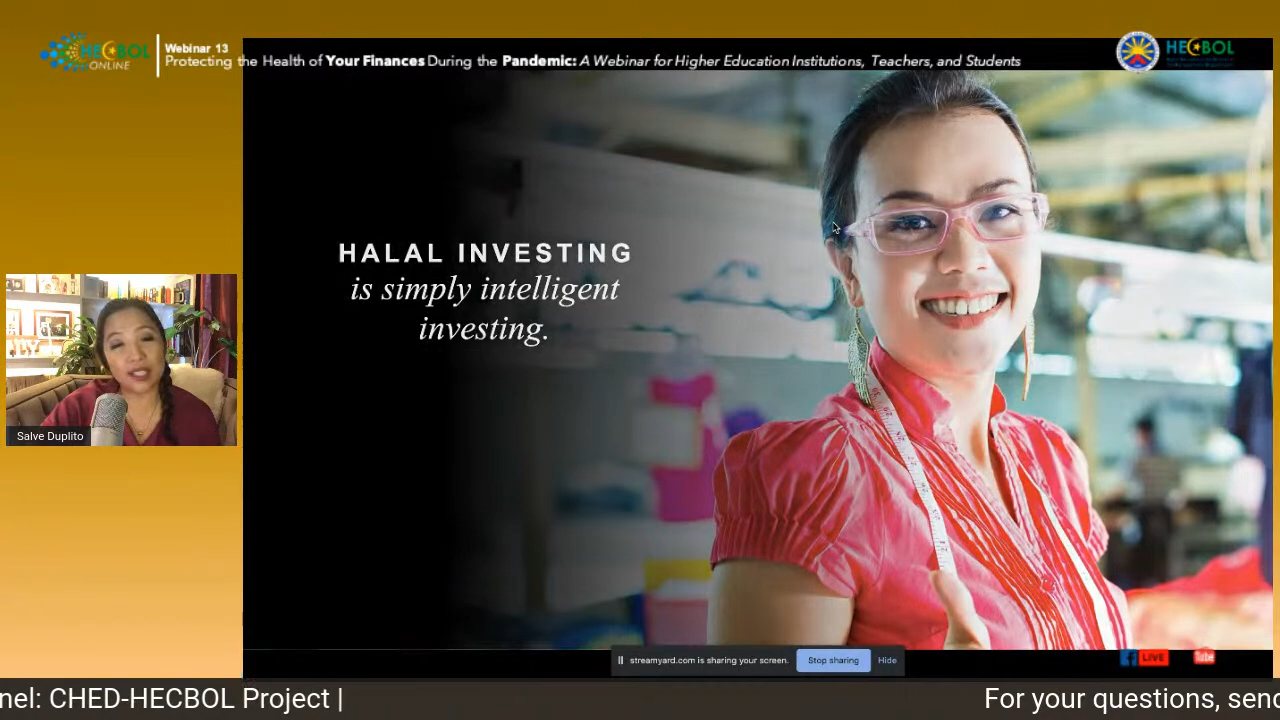 HECBOL
ONLINE
Webinar 13
Protecting the Health of Your Finances During the Pandemic: A Webinar for Higher Education Institutions, Teachers, and Students
HECBOL
HALAL INVESTING
is simply intelligent
investing.
Salve Duplito
streamyard.com is sharing your screen. Stop sharing Hide
LIVE
Tube
nel: CHED-HECBOL Project |
For your questions, send